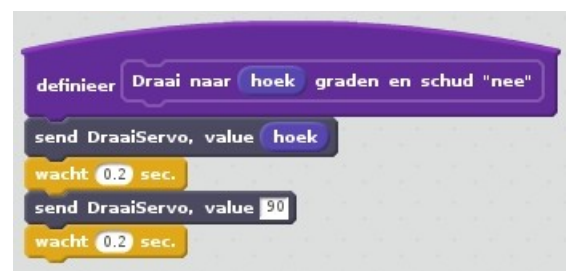 definieer Draai naar hoek graden en schud "nee"
send DraaiServo, value hoek
wacht 0.2 sec.
send DraaiServo, value 90
wacht 0.2 sec.